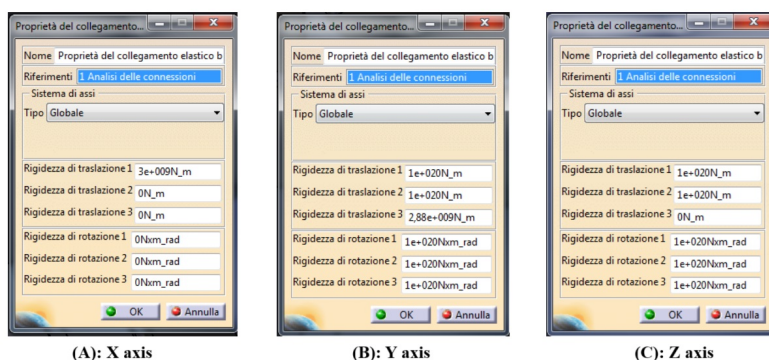 Proprietà del collegamento...
Nome Proprietà del collegamento elastico b
Riferimenti 1 Analisi delle connessioni
Sistema di assi
Tipo Globale
Rigidezza di traslazione 1 3e+009N_m
Rigidezza di traslazione 2 0N_m
Rigidezza di traslazione 3 0N_m
Rigidezza di rotazione 1 0Nxm_rad
Rigidezza di rotazione 2 0Nxm_rad
Rigidezza di rotazione 3 0Nxm_rad
OK Annulla
(A): X axis
Proprietà del collegamento...
Nome Proprietà del collegamento elastico b
Riferimenti 1 Analisi delle connessioni
Sistema di assi
Tipo Globale
Rigidezza di traslazione 1 1e+020N_m
Rigidezza di traslazione 2 1e+020N_m
Rigidezza di traslazione 3 2,88e+009N_m
Rigidezza di rotazione 1 1e+020Nxm_rad
Rigidezza di rotazione 2 1e+020Nxm_rad
Rigidezza di rotazione 3 1e+020Nxm_rad
OK Annulla
(B): Y axis
Proprietà del collegamento...
Nome Proprietà del collegamento elastico b
Riferimenti 1 Analisi delle connessioni
Sistema di assi
Tipo Globale
Rigidezza di traslazione 1 1e+020N_m
Rigidezza di traslazione 2 1e+020N_m
Rigidezza di traslazione 3 0N_m
Rigidezza di rotazione 1 1e+020Nxm_rad
Rigidezza di rotazione 2 1e+020Nxm_rad
Rigidezza di rotazione 3 1e+020Nxm_rad
OK Annulla
(C): Z axis